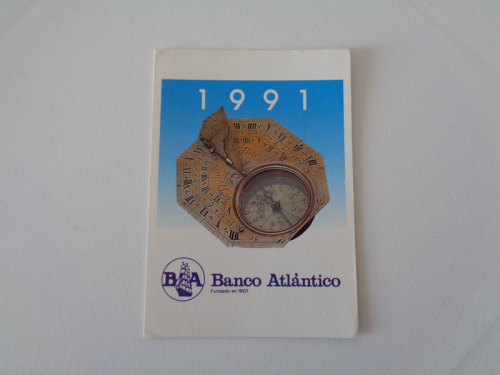 1991
BA Banco Atlántico
Fundado en 1901